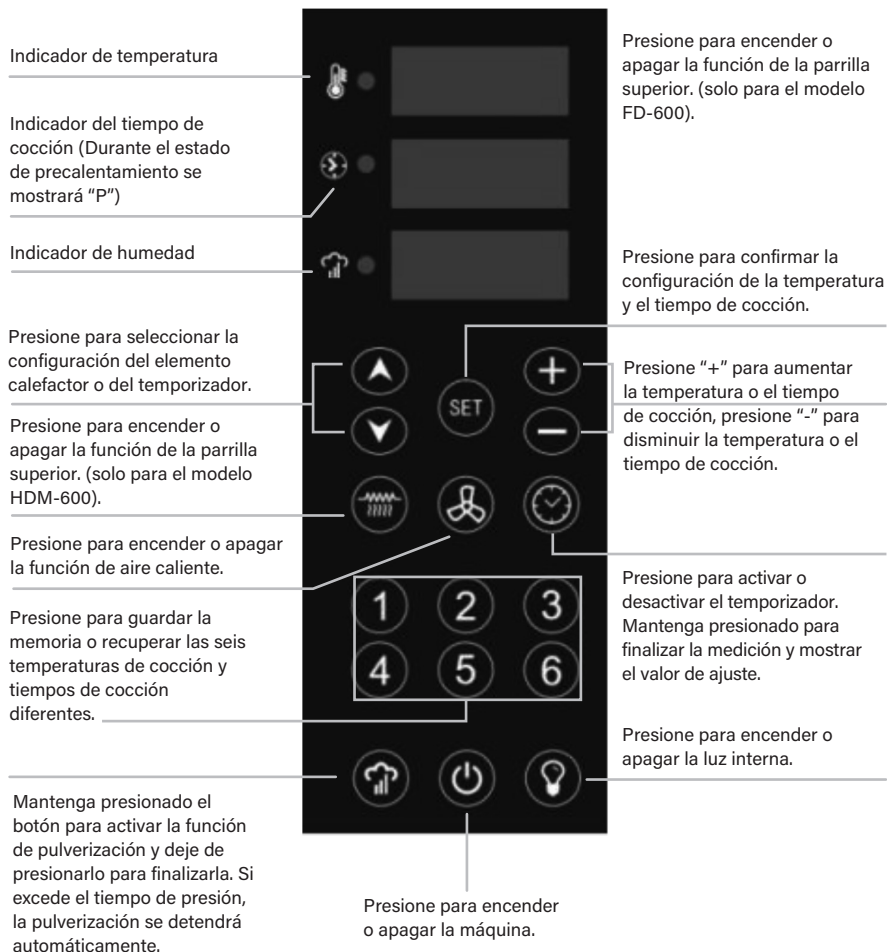 Indicador de temperatura
Indicador del tiempo de
cocción (Durante el estado
de precalentamiento se
mostrará “P”)
Indicador de humedad
Presione para seleccionar la
configuración del elemento
calefactor o del temporizador.
Presione para encender o
apagar la función de la parrilla
superior. (solo para el modelo
HDM-600).
Presione para encender o apagar
la función de aire caliente.
Presione para guardar la
memoria o recuperar las seis
temperaturas de cocción y
tiempos de cocción
diferentes.
Mantenga presionado el
botón para activar la función
de pulverización y deje de
presionarlo para finalizarla. Si
excede el tiempo de presión,
la pulverización se detendrá
automáticamente.
SET
1 2 3
4 5 6
Presione para encender
o apagar la máquina.
Presione para encender o
apagar la función de la parrilla
superior. (solo para el modelo
FD-600).
Presione para confirmar la
configuración de la temperatura
y el tiempo de cocción.
Presione “+” para aumentar
la temperatura o el tiempo
de cocción, presione “-” para
disminuir la temperatura o el
tiempo de cocción.
Presione para activar o
desactivar el temporizador.
Mantenga presionado para
finalizar la medición y mostrar
el valor de ajuste.
Presione para encender o
apagar la luz interna.